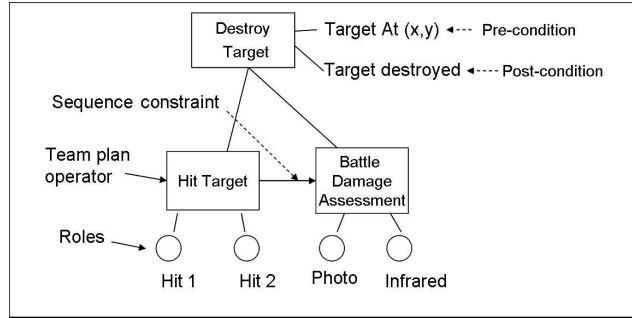 Destroy
Target
Target At (x,y)
Pre-condition
Target destroyed
Post-condition
Sequence constraint
Team plan
operator
Hit Target
Battle
Damage
Assessment
Roles
Hit 1
Hit 2
Photo
Infrared